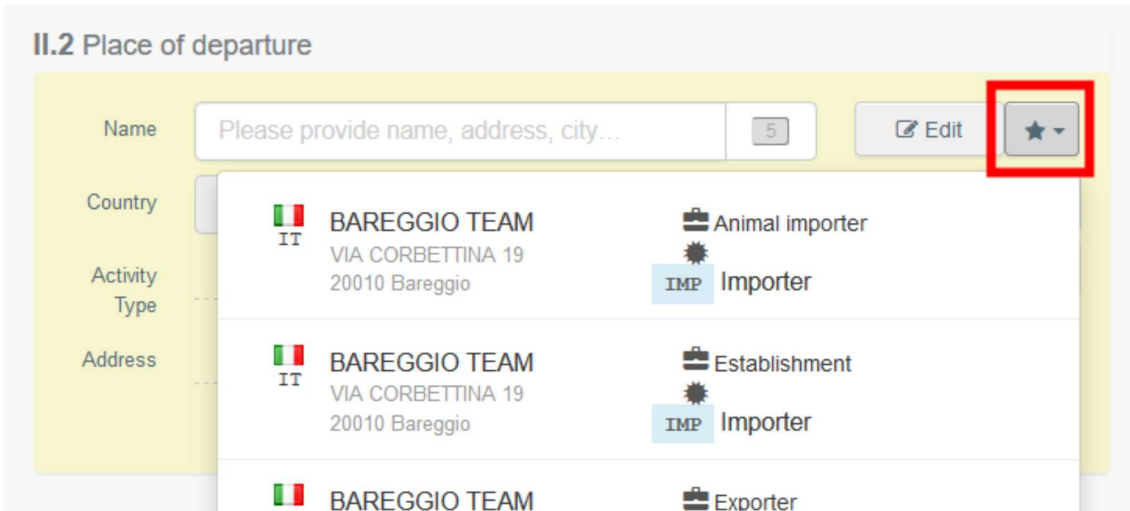 II.2 Place of departure
Name Please provide name, address, city... 5 Edit
Country
Activity Type
Address
IT BAREGGIO TEAM Animal importer
VIA CORBETTINA 19
20010 Bareggio IMP Importer
IT BAREGGIO TEAM Establishment
VIA CORBETTINA 19
20010 Bareggio IMP Importer
BAREGGIO TEAM Exporter